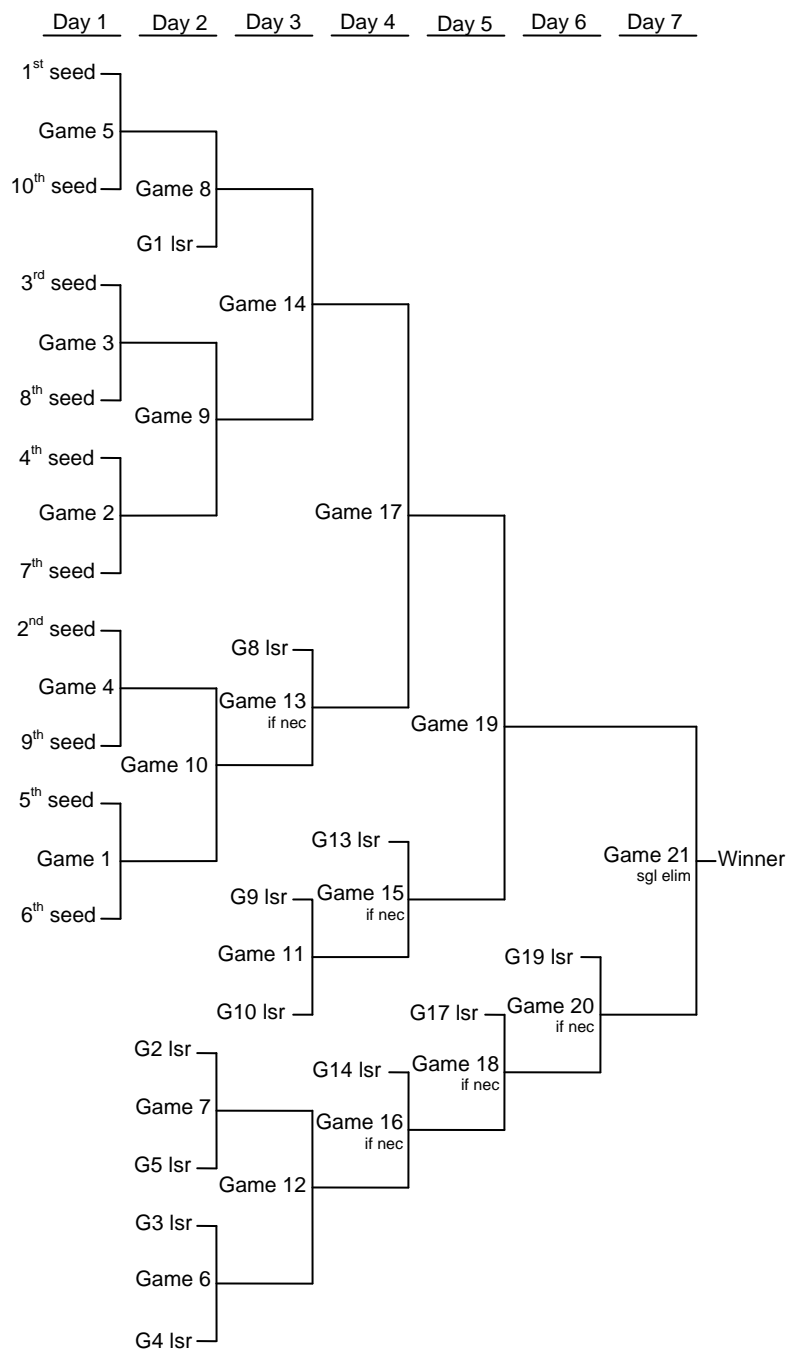 Day 1 Day 2 Day 3 Day 4 Day 5 Day 6 Day 7
1st seed
Game 5
10th seed
Game 8
G1 lsr
3rd seed
Game 14
Game 3
8th seed
Game 9
4th seed
Game 2
Game 17
7th seed
2nd seed
G8 lsr
Game 4
Game 13
if nec
Game 19
9th seed
Game 10
5th seed
G13 lsr
Game 1
Game 21
Winner
sgl elim
Game 15
if nec
G9 lsr
6th seed
Game 11
G19 lsr
G10 lsr
Game 20
if nec
G17 lsr
G2 lsr
Game 18
if nec
G14 lsr
Game 7
Game 16
if nec
G5 lsr
Game 12
G3 lsr
Game 6
G4 lsr